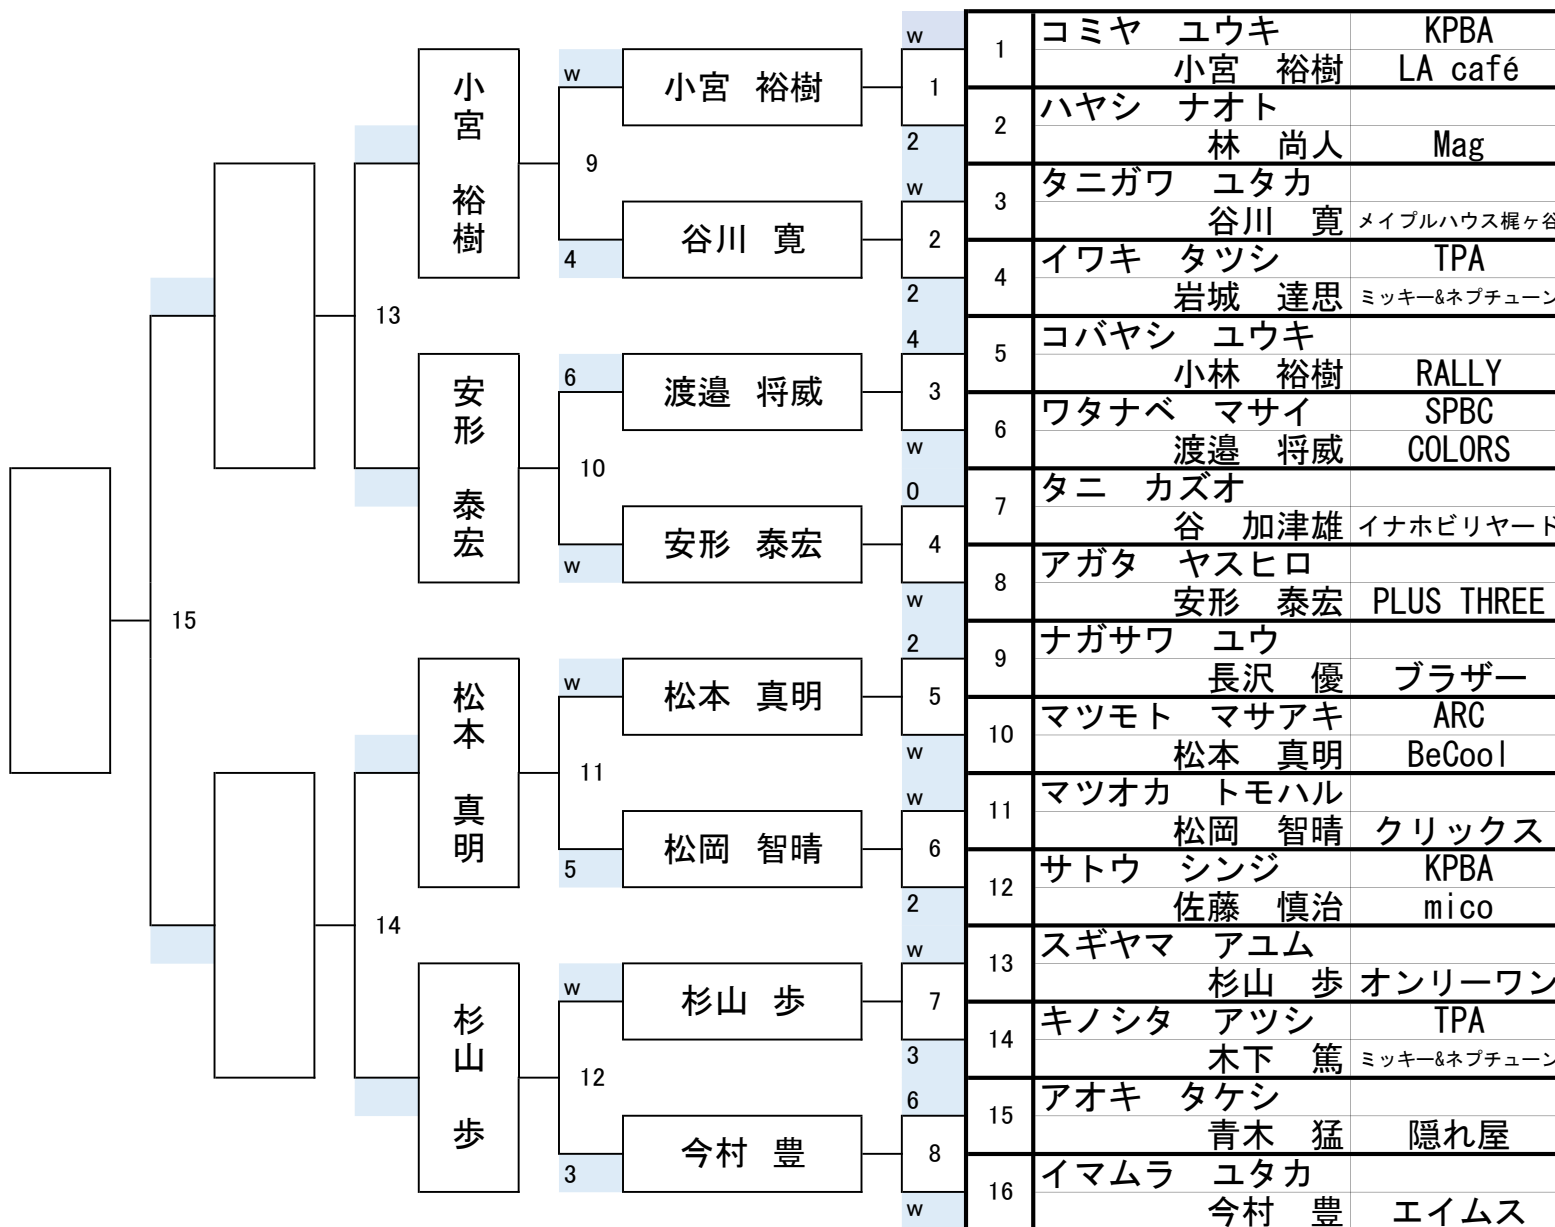 w
1 コミヤ ユウキ KPBA
小宮 裕樹 LA café
小宮 裕樹
w
小宮 裕樹
1
2 ハヤシ ナオト
2
林 尚人 Mag
9
w
3 タニガワ ユタカ
谷川 寛 メイプルハウス梶ヶ谷
谷川 寛
2
4
4 イワキ タツシ TPA
2
岩城 達思 ミッキー&ネプチューン
13
4
5 コバヤシ ユウキ
小林 裕樹 RALLY
安形 泰宏
6
渡邉 将威
3
6 ワタナベ マサイ SPBC
w
渡邉 将威 COLORS
10
0
7 タニ カズオ
谷 加津雄 イナホビリヤード
安形 泰宏
4
w
8 アガタ ヤスヒロ
w
安形 泰宏 PLUS THREE
15
2
9 ナガサワ ユウ
長沢 優 ブラザー
松本 真明
w
松本 真明
5
10 マツモト マサアキ ARC
w
松本 真明 BeCool
11
w
11 マツオカ トモハル
松岡 智晴 クリックス
松岡 智晴
6
5
12 サトウ シンジ KPBA
2
佐藤 慎治 mico
14
w
13 スギヤマ アユム
杉山 歩 オンリーワン
杉山 歩
w
杉山 歩
7
14 キノシタ アツシ TPA
3
木下 篤 ミッキー&ネプチューン
12
6
15 アオキ タケシ
青木 猛 隠れ屋
今村 豊
8
3
16 イマムラ ユタカ
w
今村 豊 エイムス